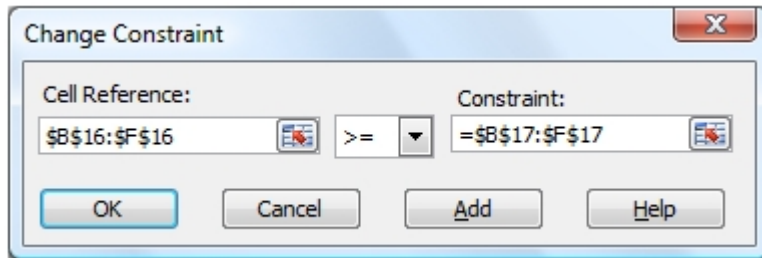 Change Constraint
Cell Reference:
Constraint:
$B$16:$F$16
>=
=$B$17:$F$17
OK
Cancel
Add
Help